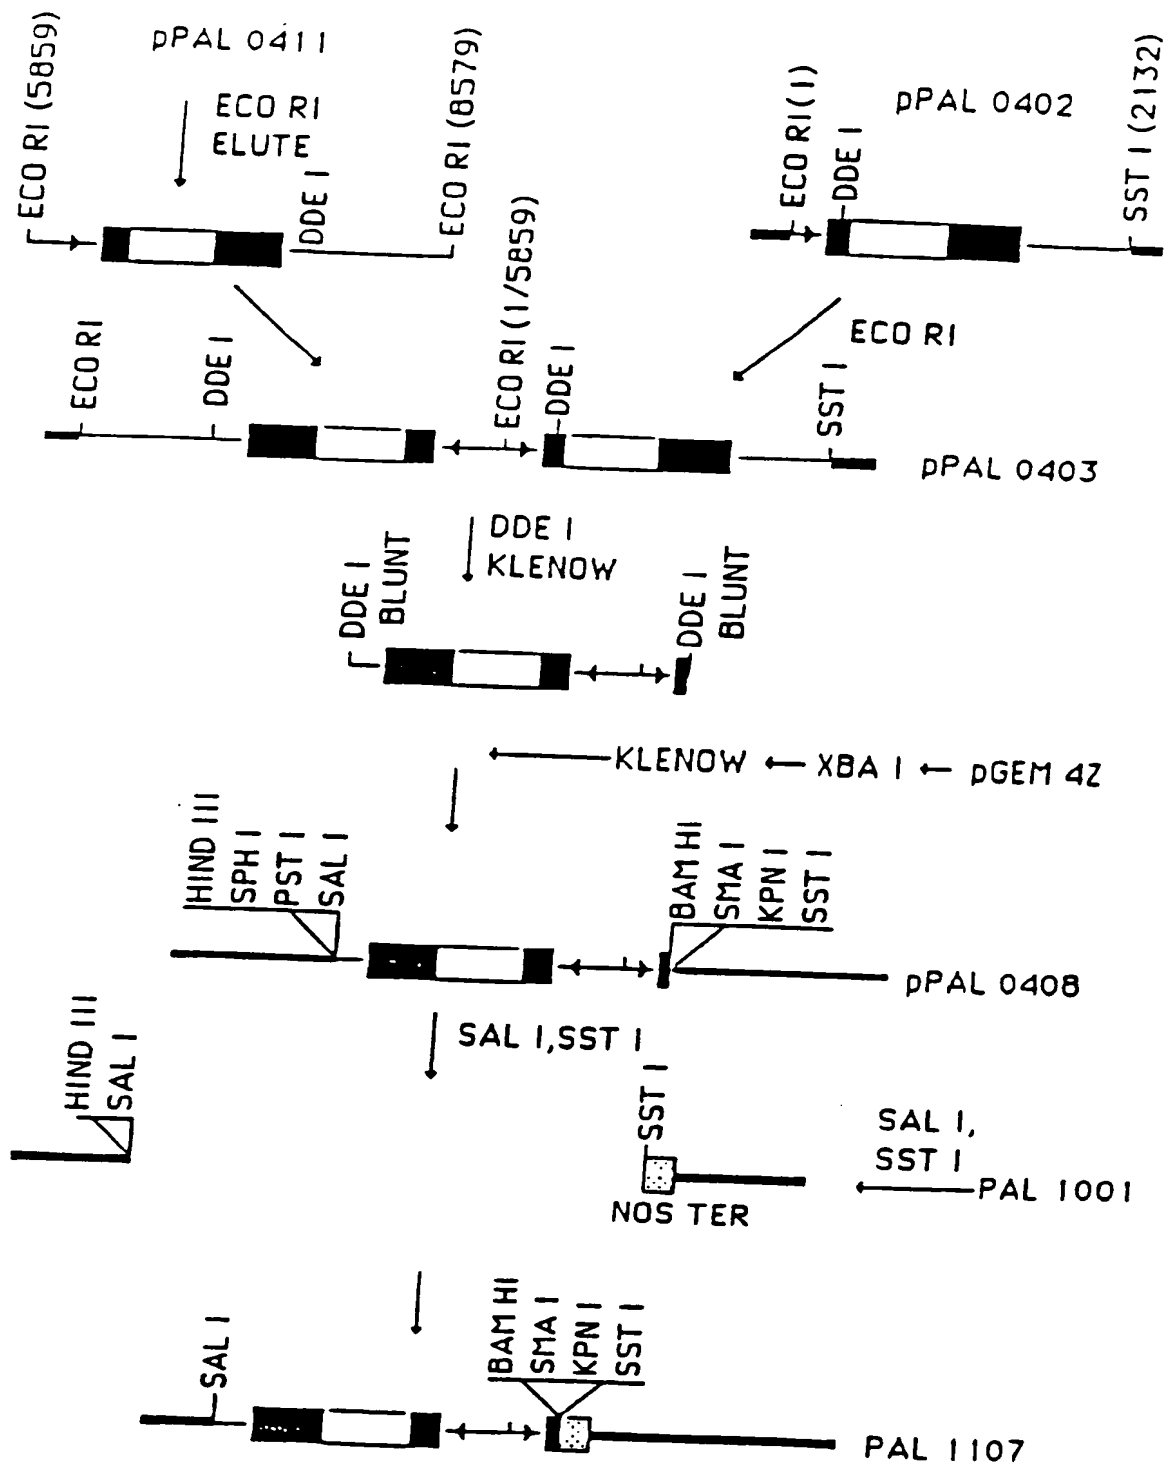 pPAL 0411
ECO RI (5859)
ECO RI
ELUTE
DDE I
ECO RI (8579)
pPAL 0402
ECO RI(1)
DDE I
SST I (2132)
ECO RI
ECO RI
DDE I
ECO RI (1/5859)
DDE I
SST I
pPAL 0403
DDE I
KLENOW
DDE I
BLUNT
DDE I
BLUNT
KLENOW
XBA I
pGEM 4Z
HIND III
SPH I
PST I
SAL I
BAM HI
SMA I
KPN I
SST I
pPAL 0408
SAL I,SST I
HIND III
SAL I
SST I
NOS TER
SAL I,
SST I
PAL 1001
SAL I
BAM HI
SMA I
KPN I
SST I
PAL 1107